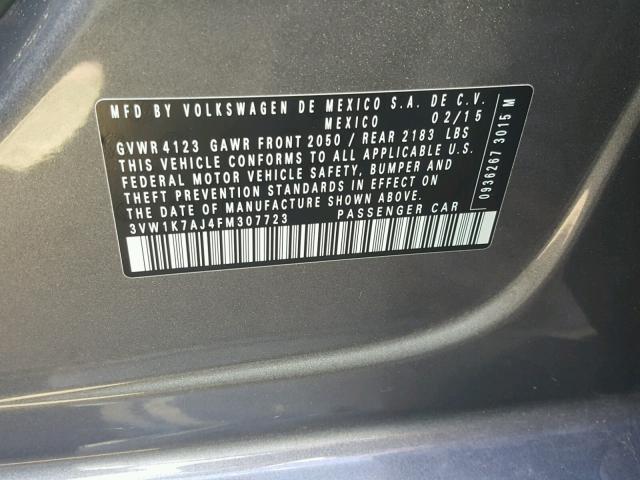 MFD BY VOLKSWAGEN DE MEXICO S.A. DE C.V.
MEXICO 02/15
GVWR 4123 GAWR FRONT 2050 / REAR 2183 LBS
THIS VEHICLE CONFORMS TO ALL APPLICABLE U.S.
FEDERAL MOTOR VEHICLE SAFETY, BUMPER AND
THEFT PREVENTION STANDARDS IN EFFECT ON
THE DATE OF MANUFACTURE SHOWN ABOVE.
3VW1K7AJ4FM307723 PASSENGER CAR
0936267 3015 M